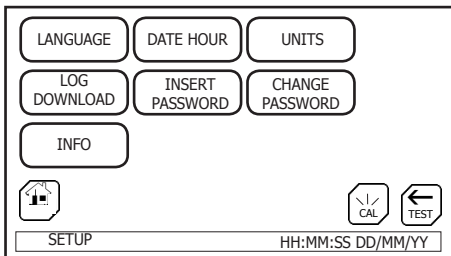 LANGUAGE
DATE HOUR
UNITS
LOG
DOWNLOAD
INSERT
PASSWORD
CHANGE
PASSWORD
INFO
CAL
TEST
SETUP
HH:MM:SS DD/MM/YY